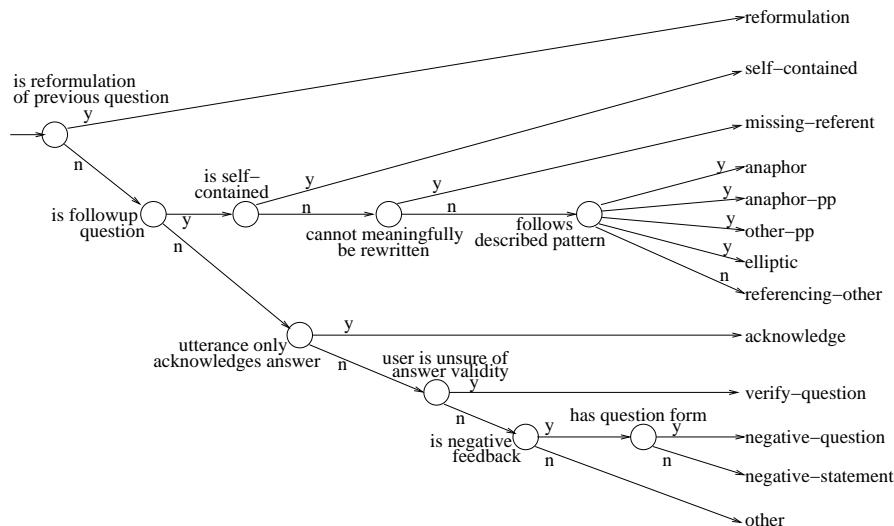 reformulation
is reformulation
of previous question
y
n
self-contained
missing-referent
is self-
contained
y
y
is followup
question
y
n
n
cannot meaningfully
be rewritten
n
follows
described pattern
y
anaphor
y
anaphor-pp
y
other-pp
y
elliptic
n
referencing-other
utterance only
acknowledges answer
y
acknowledge
n
user is unsure of
answer validity
y
verify-question
n
is negative
feedback
y
n
has question form
y
negative-question
n
negative-statement
other